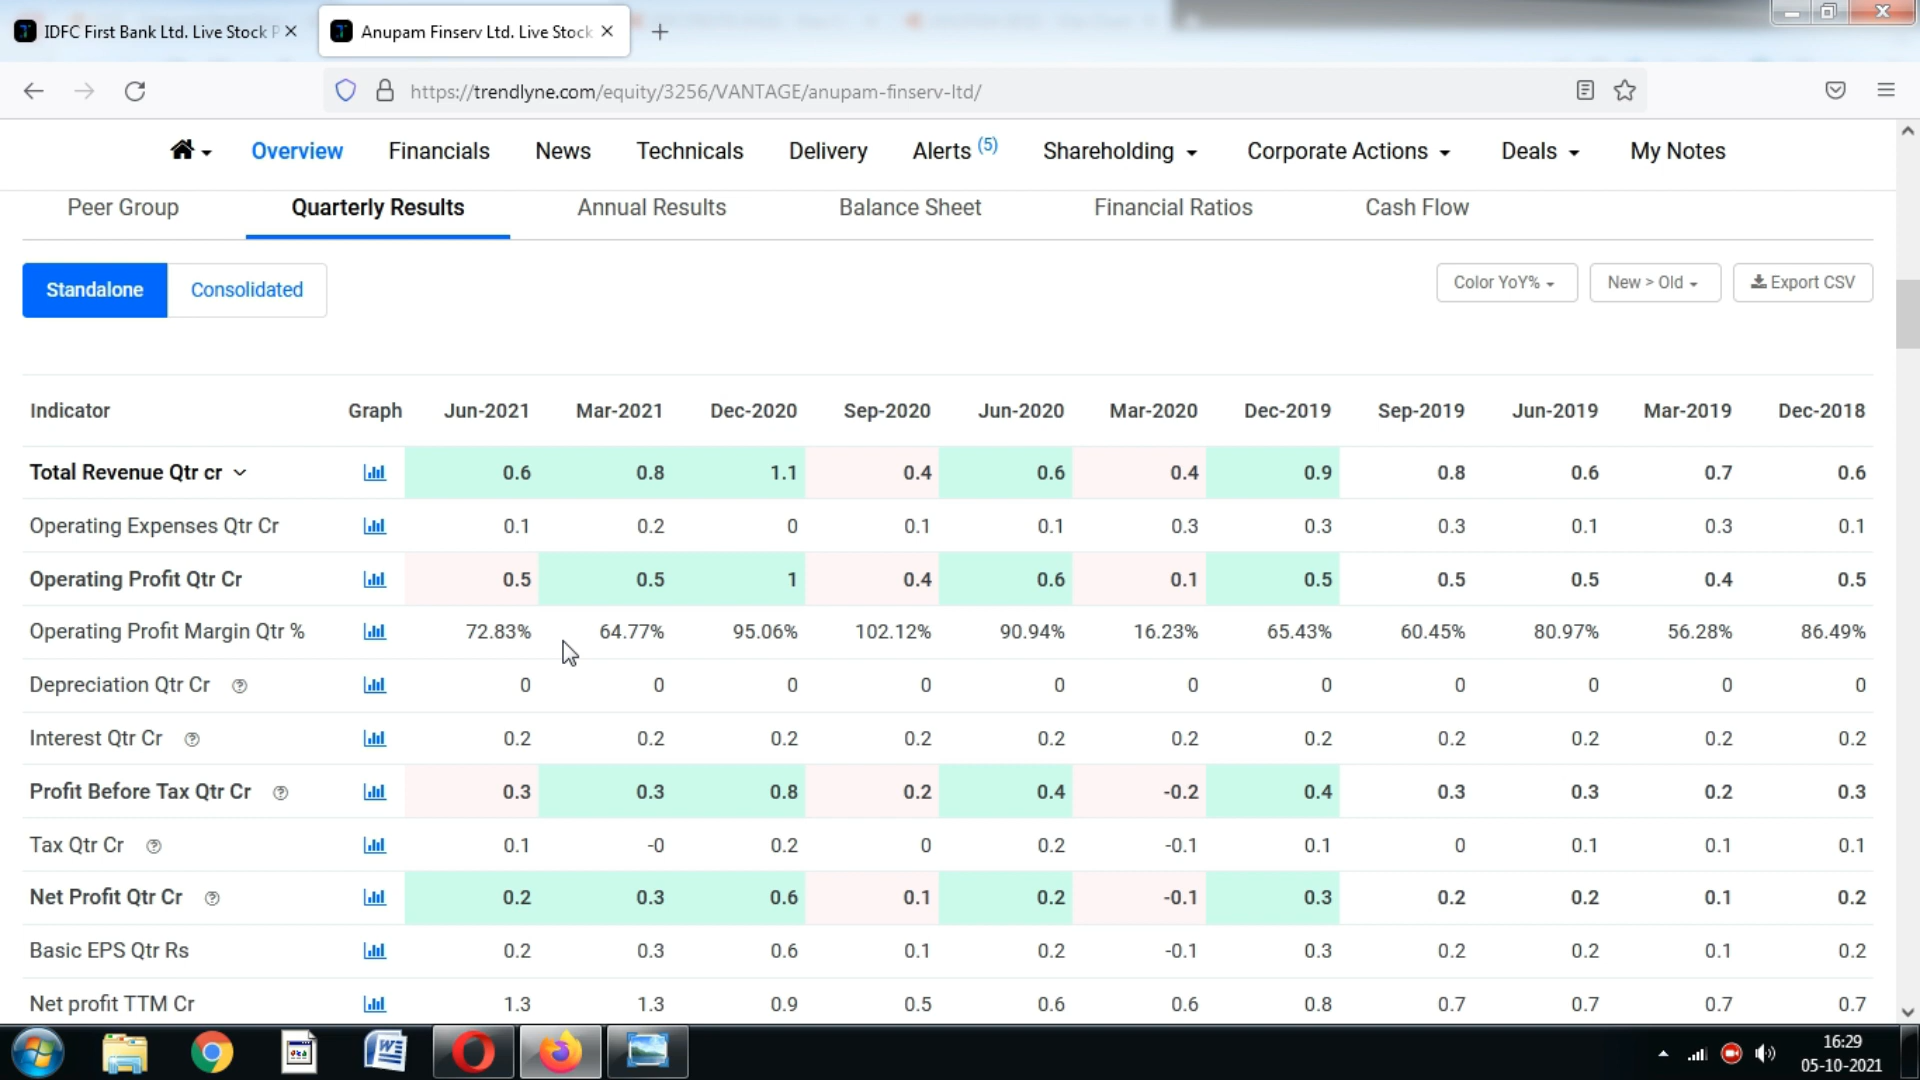 IDFC First Bank Ltd. Live Stock P
Anupam Finserv Ltd. Live Stock
https://trendlyne.com/equity/3256/VANTAGE/anupam-finserv-ltd/
Overview Financials News Technicals Delivery Alerts (5) Shareholding Corporate Actions Deals My Notes
Peer Group Quarterly Results Annual Results Balance Sheet Financial Ratios Cash Flow
Standalone Consolidated Color YoY% New > Old Export CSV
Indicator Graph Jun-2021 Mar-2021 Dec-2020 Sep-2020 Jun-2020 Mar-2020 Dec-2019 Sep-2019 Jun-2019 Mar-2019 Dec-2018
Total Revenue Qtr cr 0.6 0.8 1.1 0.4 0.6 0.4 0.9 0.8 0.6 0.7 0.6
Operating Expenses Qtr Cr 0.1 0.2 0 0.1 0.1 0.3 0.3 0.3 0.1 0.3 0.1
Operating Profit Qtr Cr 0.5 0.5 1 0.4 0.6 0.1 0.5 0.5 0.5 0.4 0.5
Operating Profit Margin Qtr % 72.83% 64.77% 95.06% 102.12% 90.94% 16.23% 65.43% 60.45% 80.97% 56.28% 86.49%
Depreciation Qtr Cr 0 0 0 0 0 0 0 0 0 0 0
Interest Qtr Cr 0.2 0.2 0.2 0.2 0.2 0.2 0.2 0.2 0.2 0.2 0.2
Profit Before Tax Qtr Cr 0.3 0.3 0.8 0.2 0.4 -0.2 0.4 0.3 0.3 0.2 0.3
Tax Qtr Cr 0.1 -0 0.2 0 0.2 -0.1 0.1 0 0.1 0.1 0.1
Net Profit Qtr Cr 0.2 0.3 0.6 0.1 0.2 -0.1 0.3 0.2 0.2 0.1 0.2
Basic EPS Qtr Rs 0.2 0.3 0.6 0.1 0.2 -0.1 0.3 0.2 0.2 0.1 0.2
Net profit TTM Cr 1.3 1.3 0.9 0.5 0.6 0.6 0.8 0.7 0.7 0.7 0.7
16:29
05-10-2021